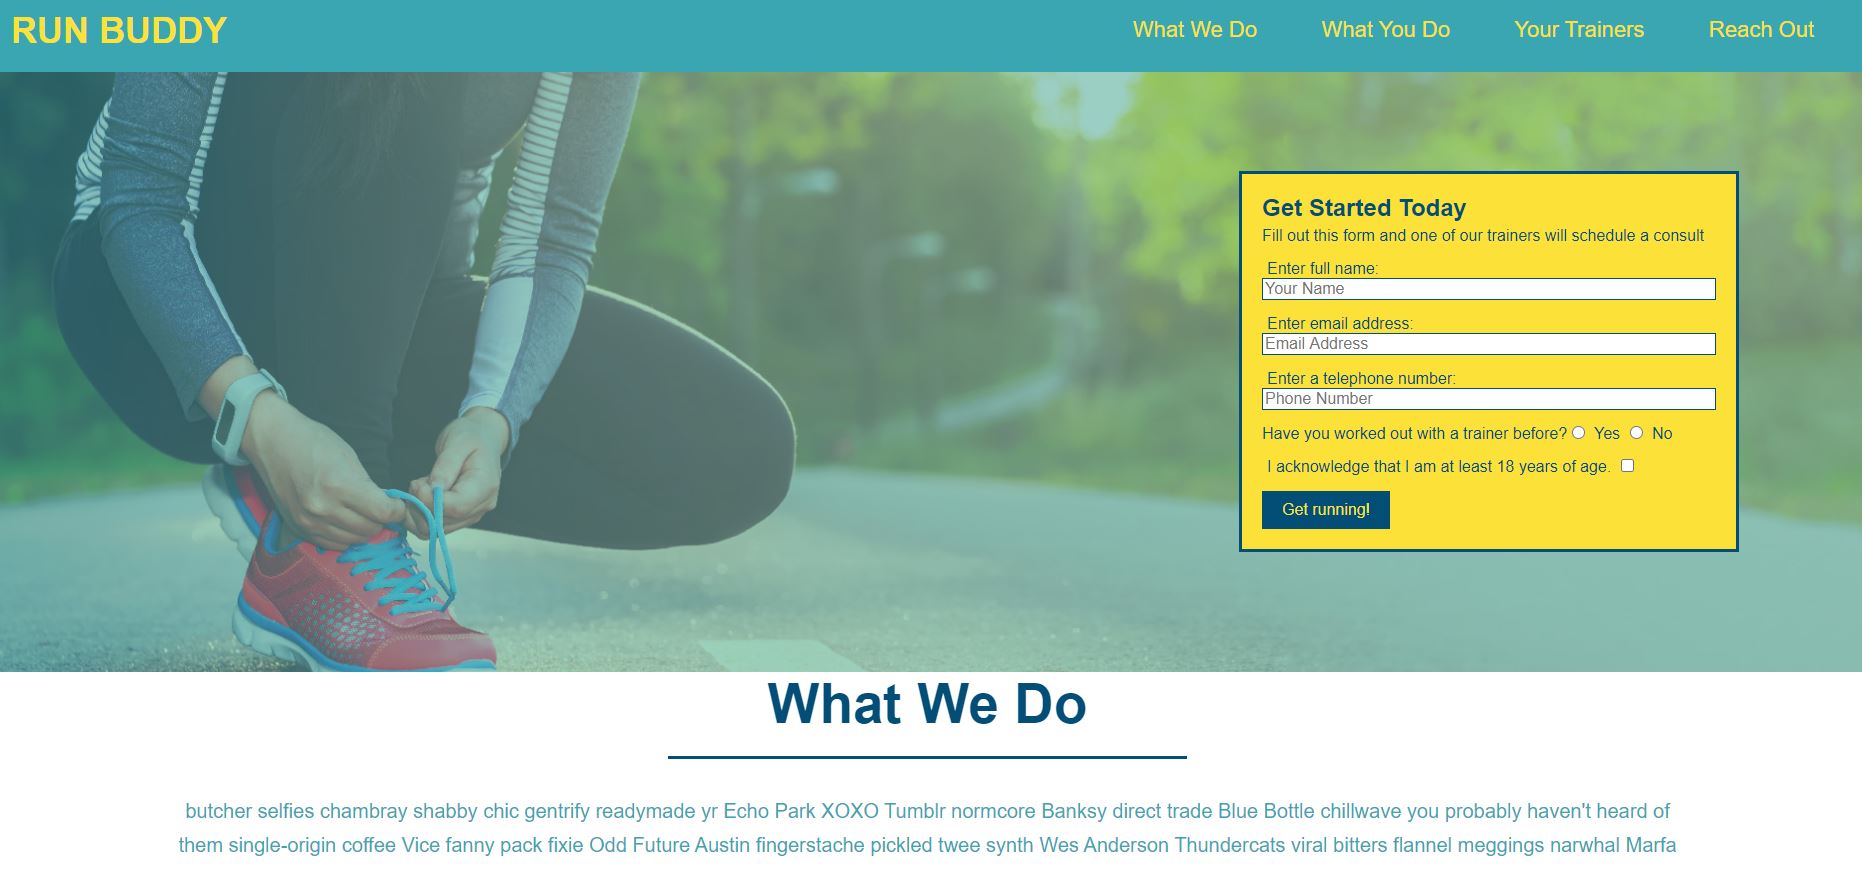 RUN BUDDY
What We Do
What You Do
Your Trainers
Reach Out
Get Started Today
Fill out this form and one of our trainers will schedule a consult
Enter full name:
Your Name
Enter email address:
Email Address
Enter a telephone number:
Phone Number
Have you worked out with a trainer before? Yes No
I acknowledge that I am at least 18 years of age.
Get running!
What We Do
butcher selfies chambray shabby chic gentrify readymade yr Echo Park XOXO Tumblr normcore Banksy direct trade Blue Bottle chillwave you probably haven't heard of
them single-origin coffee Vice fanny pack fixie Odd Future Austin fingerstache pickled twee synth Wes Anderson Thundercats viral bitters flannel meggings narwhal Marfa